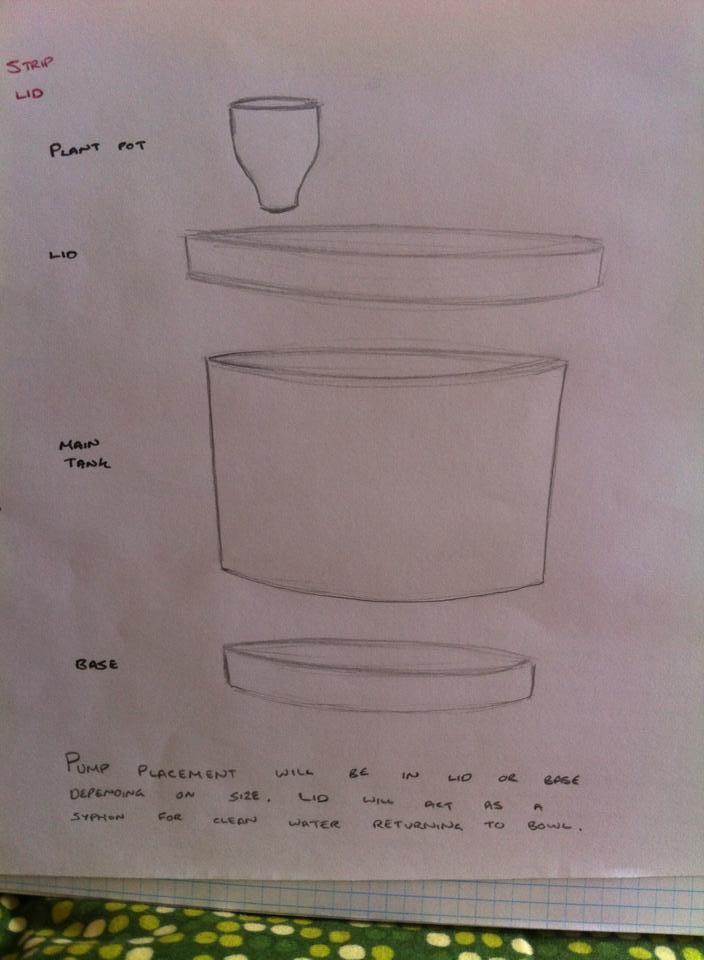 STRIP
LID
PLANT POT
LID
MAIN
TANK
BASE
PUMP PLACEMENT WILL BE IN LID OR BASE
DEPENDING ON SIZE. LID WILL ACT AS A
SYPHON FOR CLEAN WATER RETURNING TO BOWL.